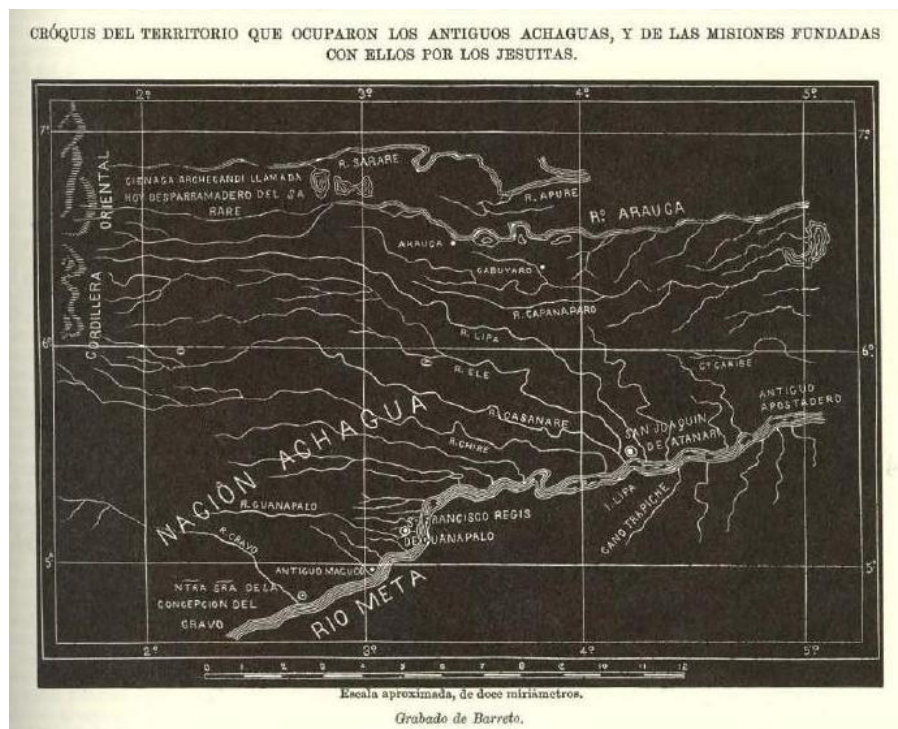 CRÓQUIS DEL TERRITORIO QUE OCUPARON LOS ANTIGUOS ACHAGUAS, Y DE LAS MISIONES FUNDADAS
CON ELLOS POR LOS JESUITAS.
2º 3º 4º 5º
7º 7º
R. SARARE
CIENAGA ARCHEGANDI LLAMADA
HOY DESPARRAMADERO DEL SA
RARE
R. APURE
Rº ARAUCA
ORIENTAL
CORDILLERA
ARAUCA
CABUYARO
R. CAPANAPARO
R. LIPA
6º 6º
R. ELE
Cº CARIBE
ANTIGUO
APOSTADERO
NACIÓN ACHAGUA
R. CASANARE
SAN JOAQUIN
DE ATANARI
R. CHIRE
I. LIPA
CANO TRAPICHE
R. GUANAPALO
S. FRANCISCO REGIS
DE GUANAPALO
R. CRAVO
5º 5º
ANTIGUO MACUCO
NTRA SRA DE LA
CONCEPCION DEL
CRAVO
RIO META
2º 3º 4º 5º
0 1 2 3 4 5 6 7 8 9 10 11 12
Escala aproximada, de doce miriámetros.
Grabado de Barreto.